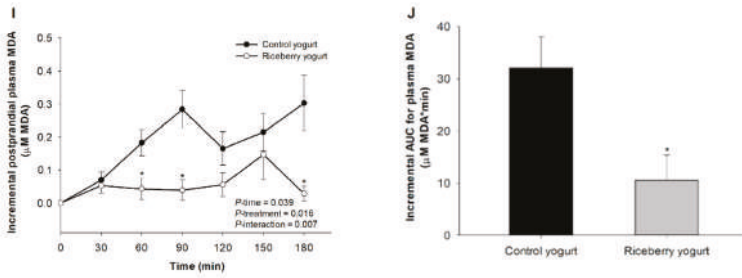 I
Incremental postprandial plasma MDA
(μM MDA)
0.5
0.4
0.3
0.2
0.1
0.0
Control yogurt
Riceberry yogurt
*
*
*
P-time = 0.039
P-treatment = 0.016
P-interaction = 0.007
0 30 60 90 120 150 180
Time (min)
J
Incremental AUC for plasma MDA
(μM MDA*min)
40
30
20
10
0
*
Control yogurt Riceberry yogurt